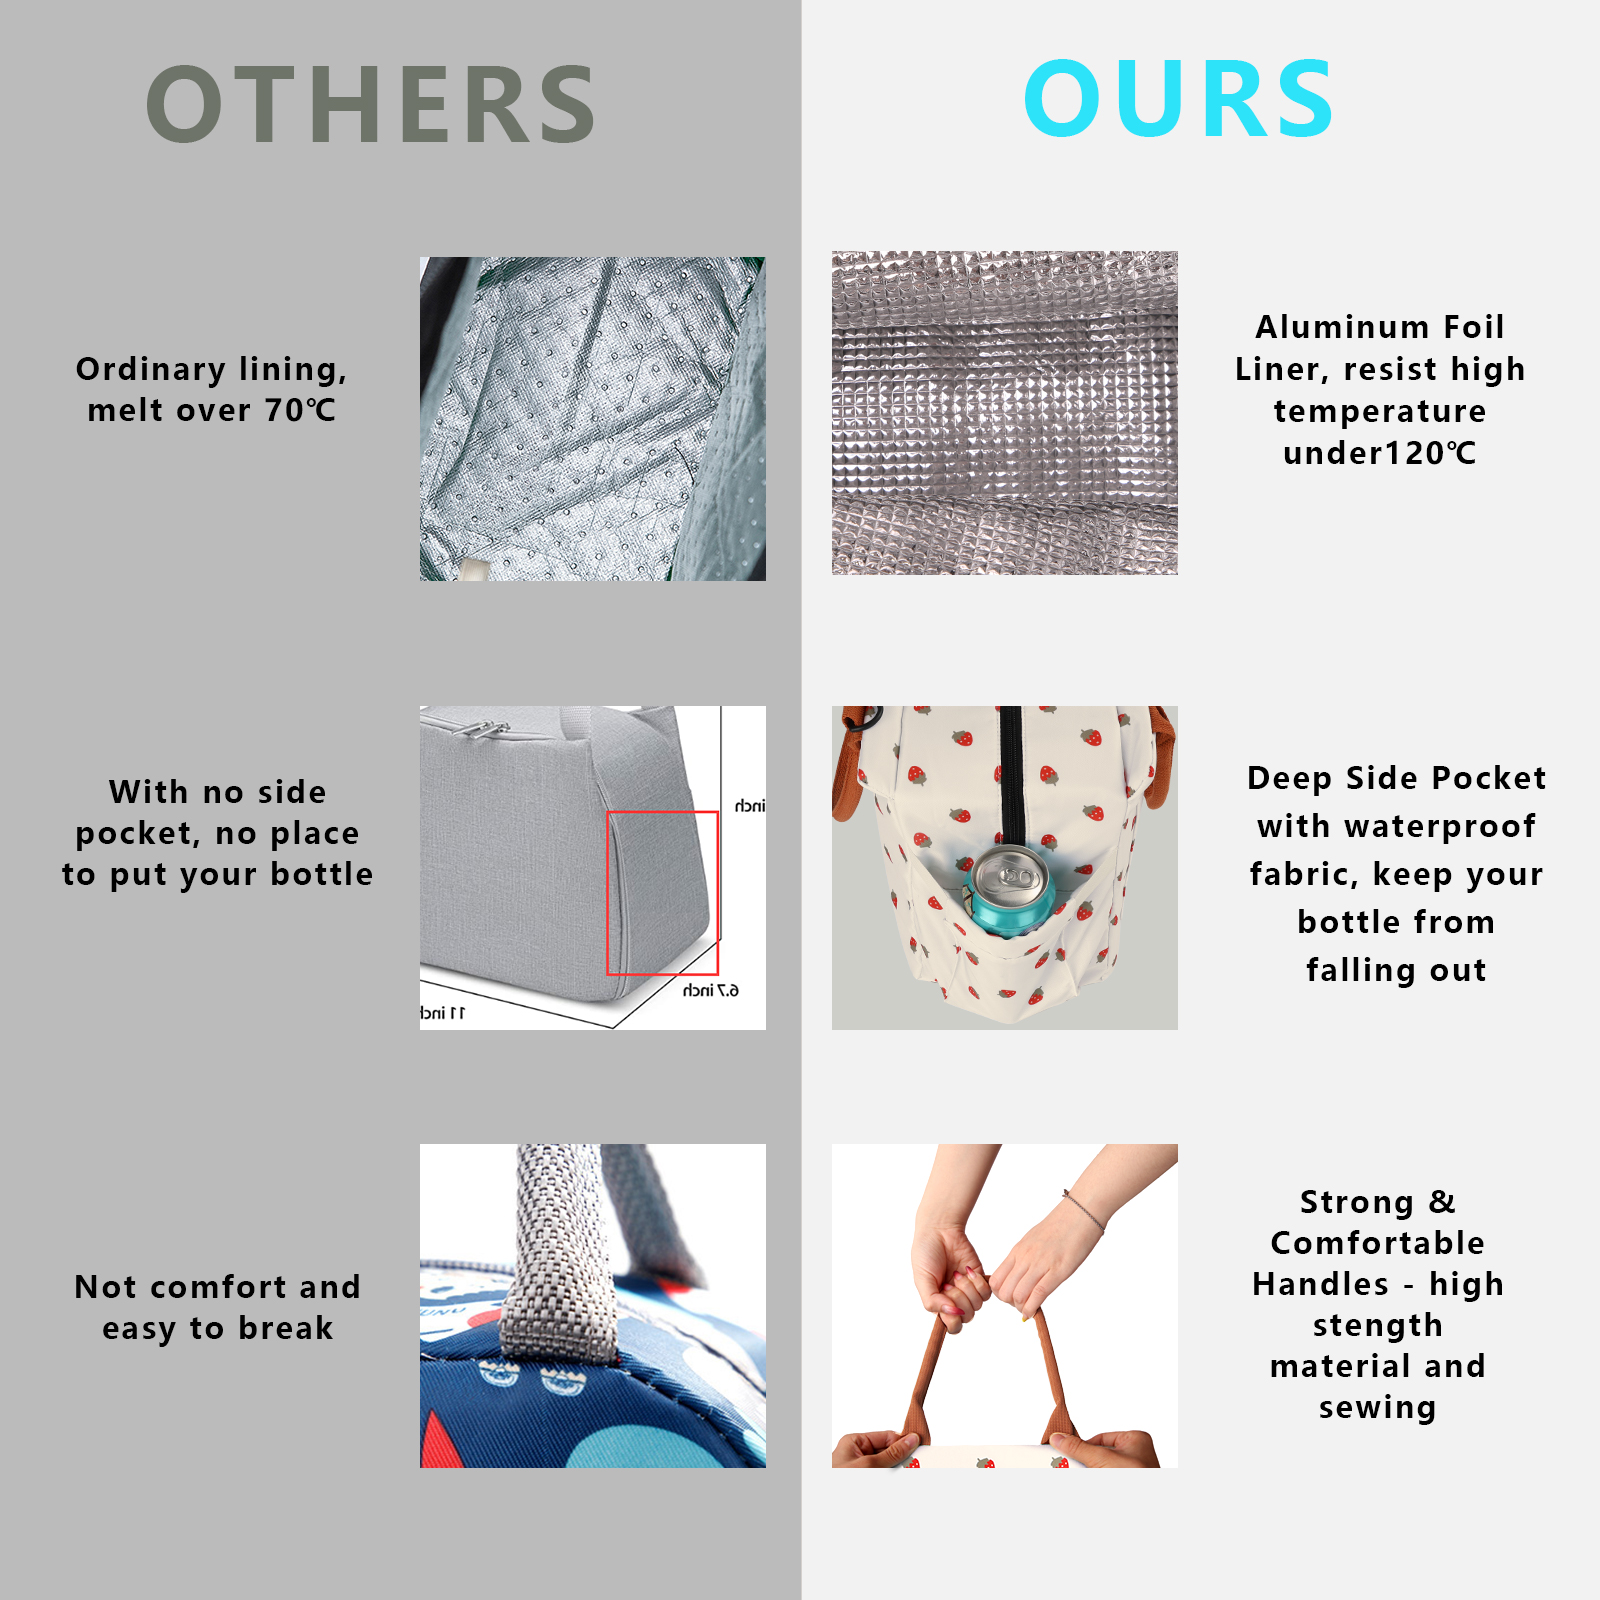 OTHERS
OURS
Ordinary lining,
melt over 70℃
Aluminum Foil
Liner, resist high
temperature
under120℃
With no side
pocket, no place
to put your bottle
inch
6.7 inch
11 inch
Deep Side Pocket
with waterproof
fabric, keep your
bottle from
falling out
Not comfort and
easy to break
Strong &
Comfortable
Handles - high
stength
material and
sewing